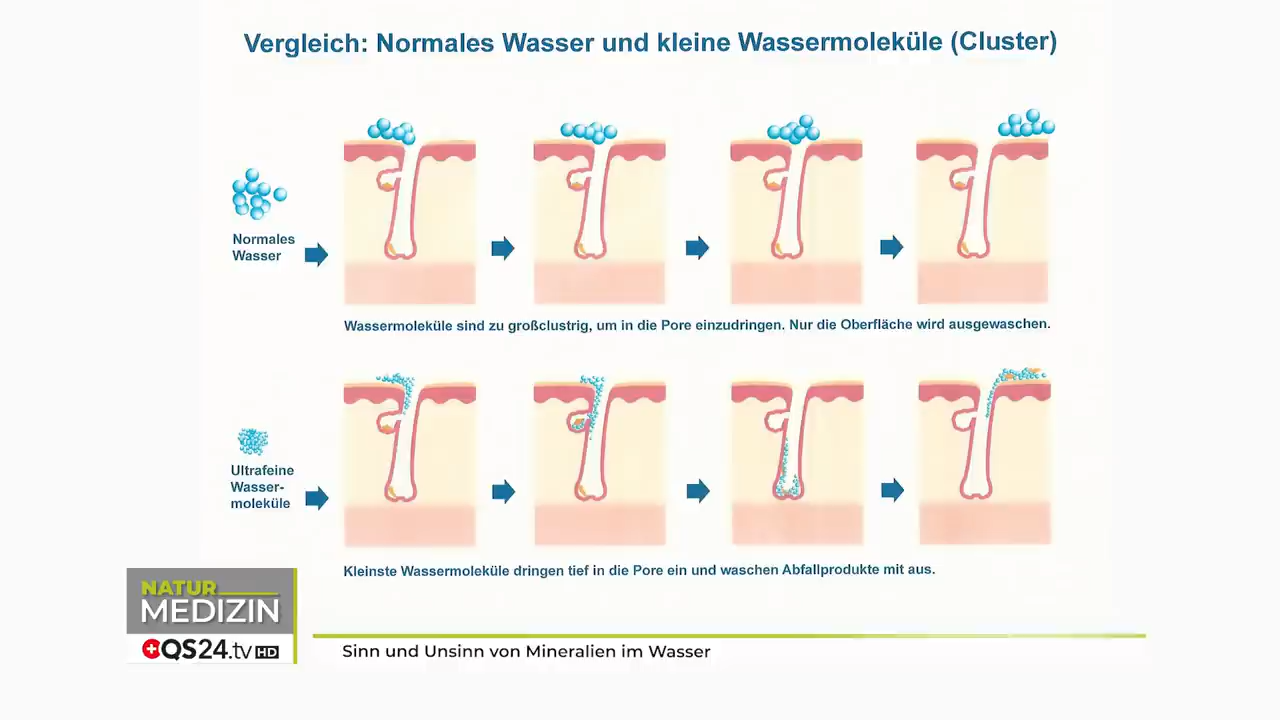 Vergleich: Normales Wasser und kleine Wassermoleküle (Cluster)
Normales
Wasser
Wassermoleküle sind zu großclustrig, um in die Pore einzudringen. Nur die Oberfläche wird ausgewaschen.
Ultrafeine
Wasser-
moleküle
Kleinste Wassermoleküle dringen tief in die Pore ein und waschen Abfallprodukte mit aus.
NATUR
MEDIZIN
QS24.tv HD
Sinn und Unsinn von Mineralien im Wasser